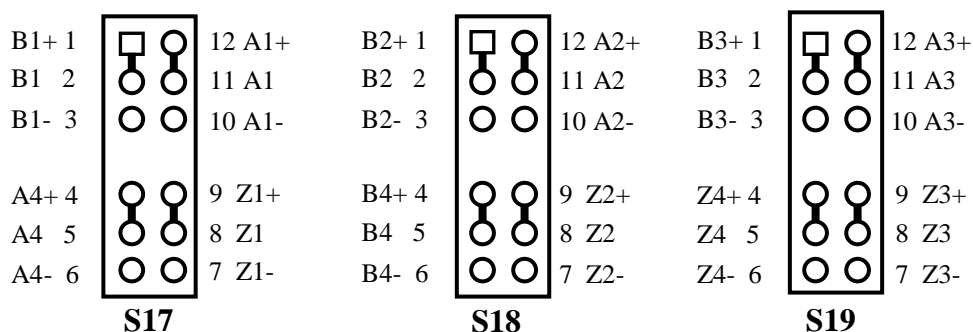 B1+ 1 12 A1+ B2+ 1 12 A2+ B3+ 1 12 A3+
B1 2 11 A1 B2 2 11 A2 B3 2 11 A3
B1- 3 10 A1- B2- 3 10 A2- B3- 3 10 A3-
A4+ 4 9 Z1+ B4+ 4 9 Z2+ Z4+ 4 9 Z3+
A4 5 8 Z1 B4 5 8 Z2 Z4 5 8 Z3
A4- 6 7 Z1- B4- 6 7 Z2- Z4- 6 7 Z3-
S17 S18 S19